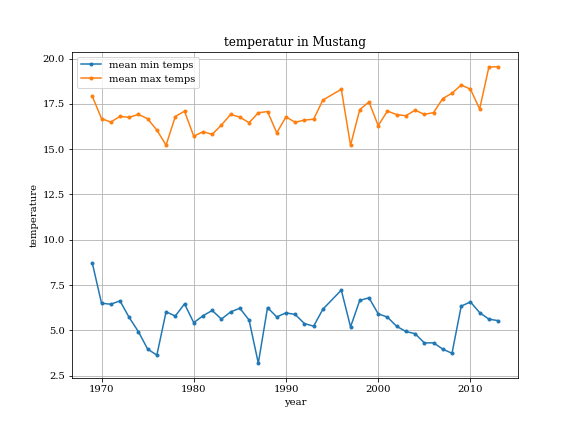 temperatur in Mustang
mean min temps
mean max temps
20.0
17.5
15.0
12.5
10.0
7.5
5.0
2.5
temperature
1970 1980 1990 2000 2010
year